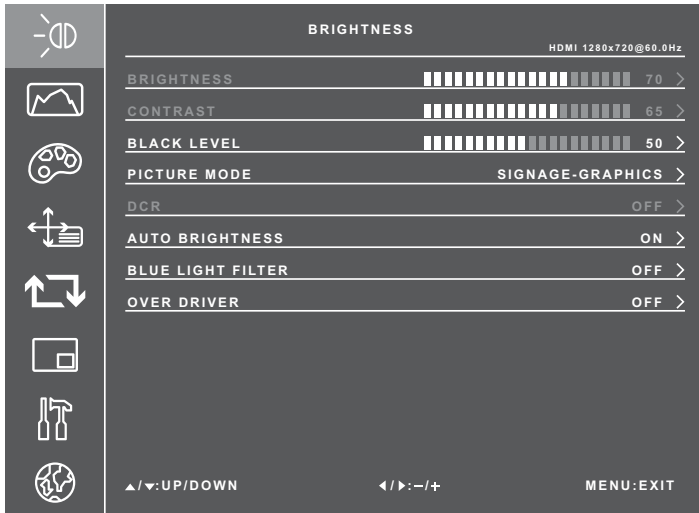 BRIGHTNESS
HDMI 1280x720@60.0Hz
BRIGHTNESS 70
CONTRAST 65
BLACK LEVEL 50
PICTURE MODE SIGNAGE-GRAPHICS
DCR OFF
AUTO BRIGHTNESS ON
BLUE LIGHT FILTER OFF
OVER DRIVER OFF
▲/▼:UP/DOWN ◀/▶:−/+ MENU:EXIT